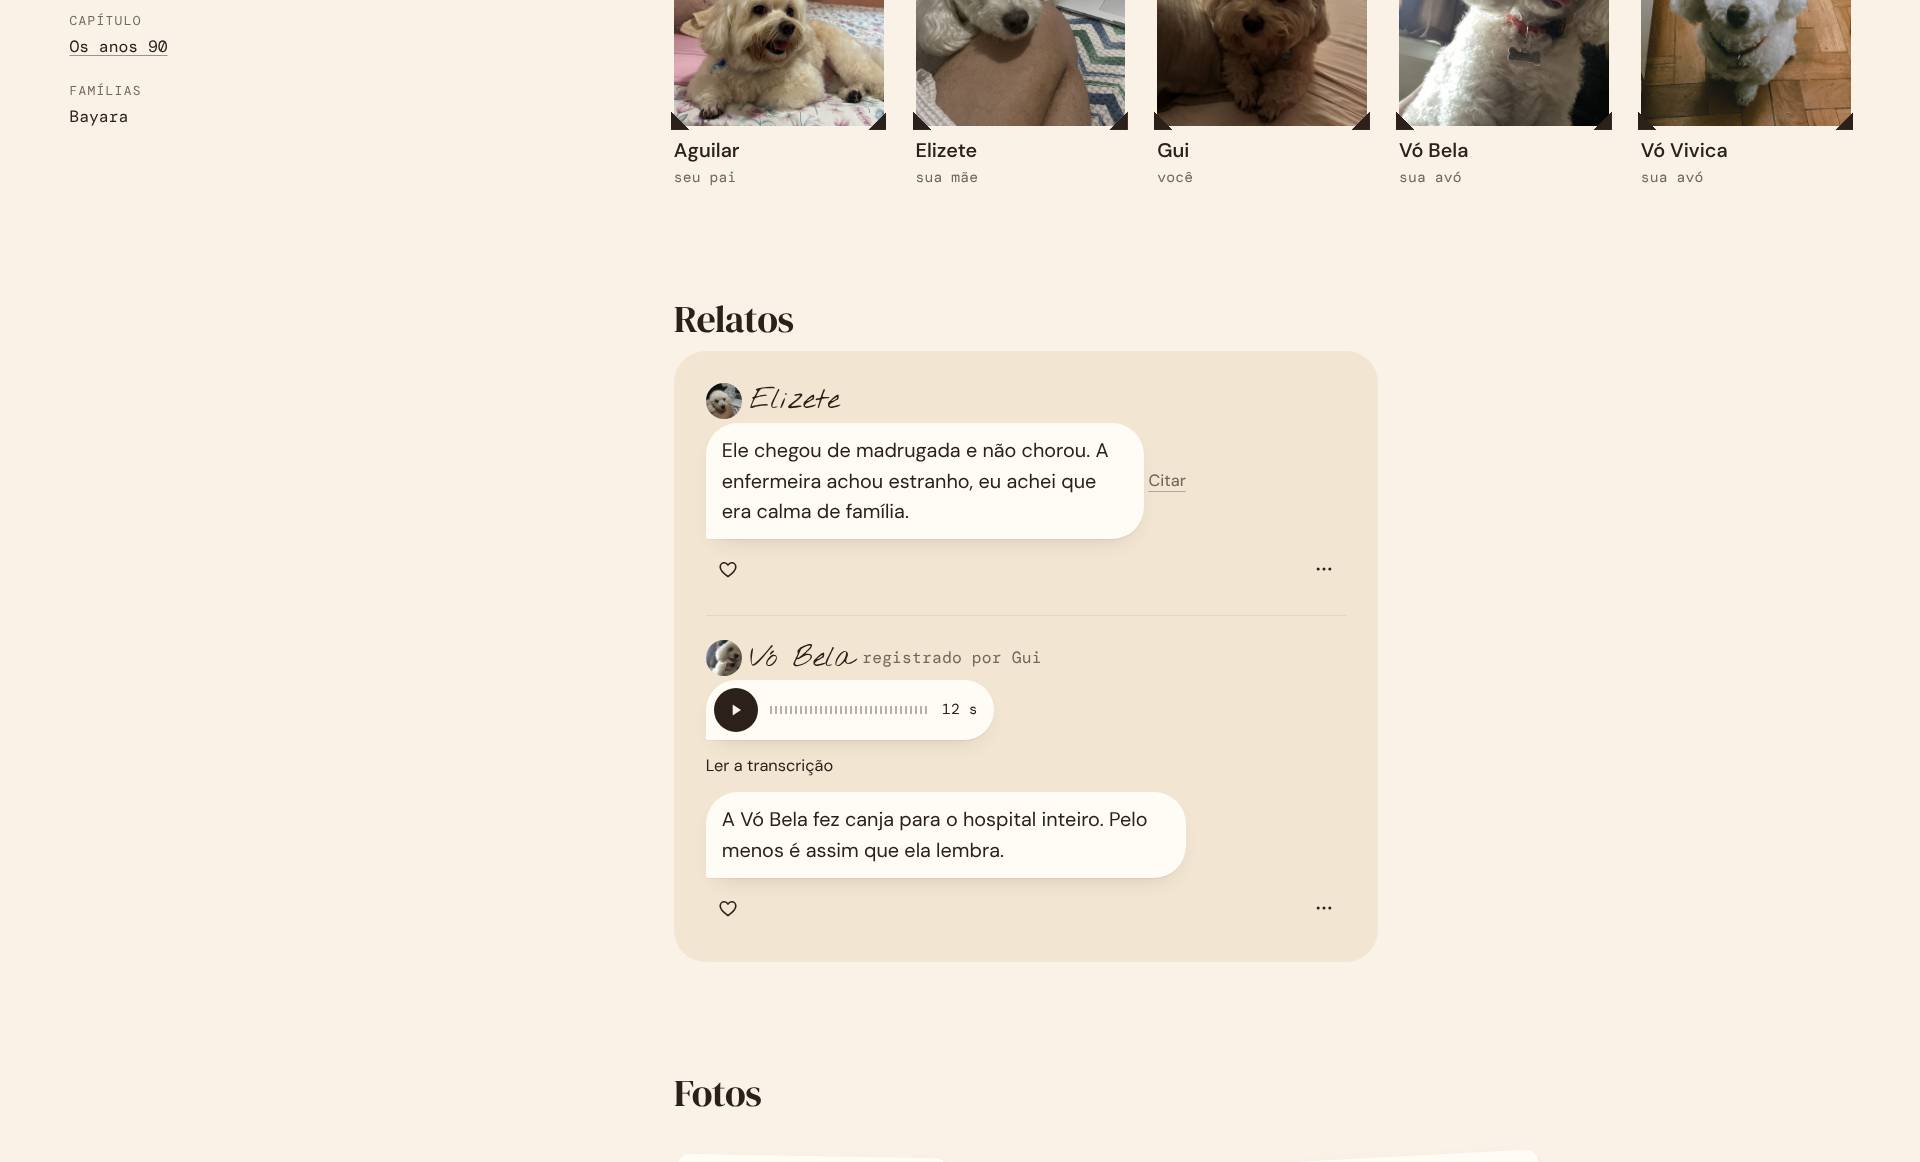 CAPÍTULO
Os anos 90
FAMÍLIAS
Bayara
Aguilar
seu pai
Elizete
sua mãe
Gui
você
Vó Bela
sua avó
Vó Vivica
sua avó
Relatos
Elizete
Ele chegou de madrugada e não chorou. A
enfermeira achou estranho, eu achei que
era calma de família.
Citar
Vó Bela registrado por Gui
12 s
Ler a transcrição
A Vó Bela fez canja para o hospital inteiro. Pelo
menos é assim que ela lembra.
Fotos